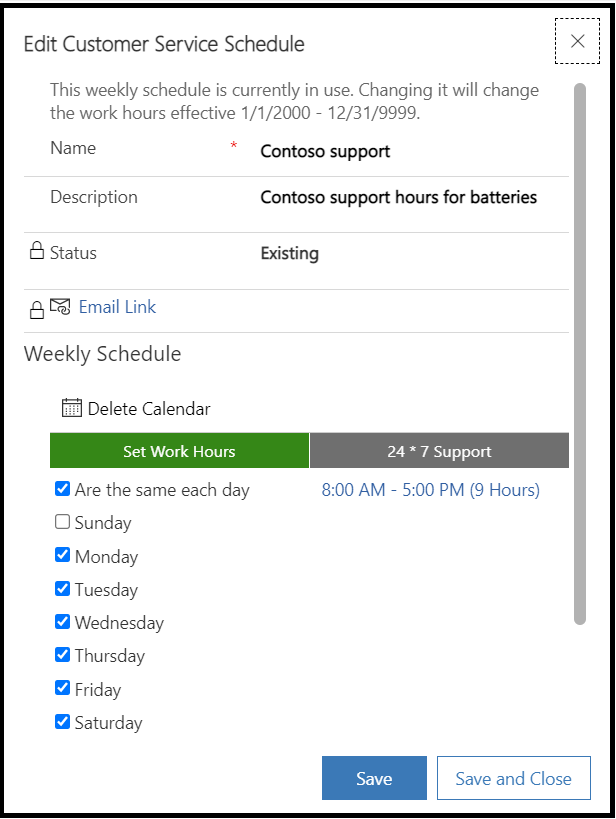 Edit Customer Service Schedule
This weekly schedule is currently in use. Changing it will change
the work hours effective 1/1/2000 - 12/31/9999.
Name * Contoso support
Description Contoso support hours for batteries
Status Existing
Email Link
Weekly Schedule
Delete Calendar
Set Work Hours 24 * 7 Support
Are the same each day 8:00 AM - 5:00 PM (9 Hours)
Sunday
Monday
Tuesday
Wednesday
Thursday
Friday
Saturday
Save Save and Close